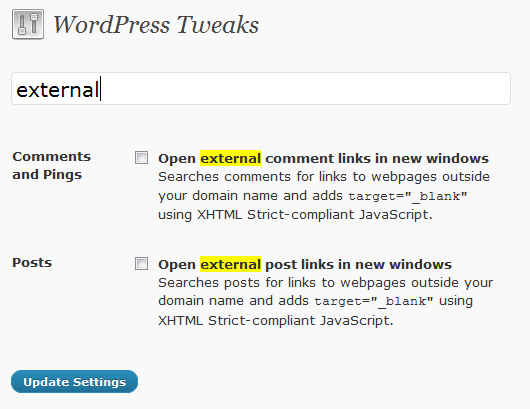 WordPress Tweaks
external
Comments
and Pings
Open external comment links in new windows
Searches comments for links to webpages outside
your domain name and adds target="_blank"
using XHTML Strict-compliant JavaScript.
Posts
Open external post links in new windows
Searches posts for links to webpages outside your
domain name and adds target="_blank" using
XHTML Strict-compliant JavaScript.
Update Settings